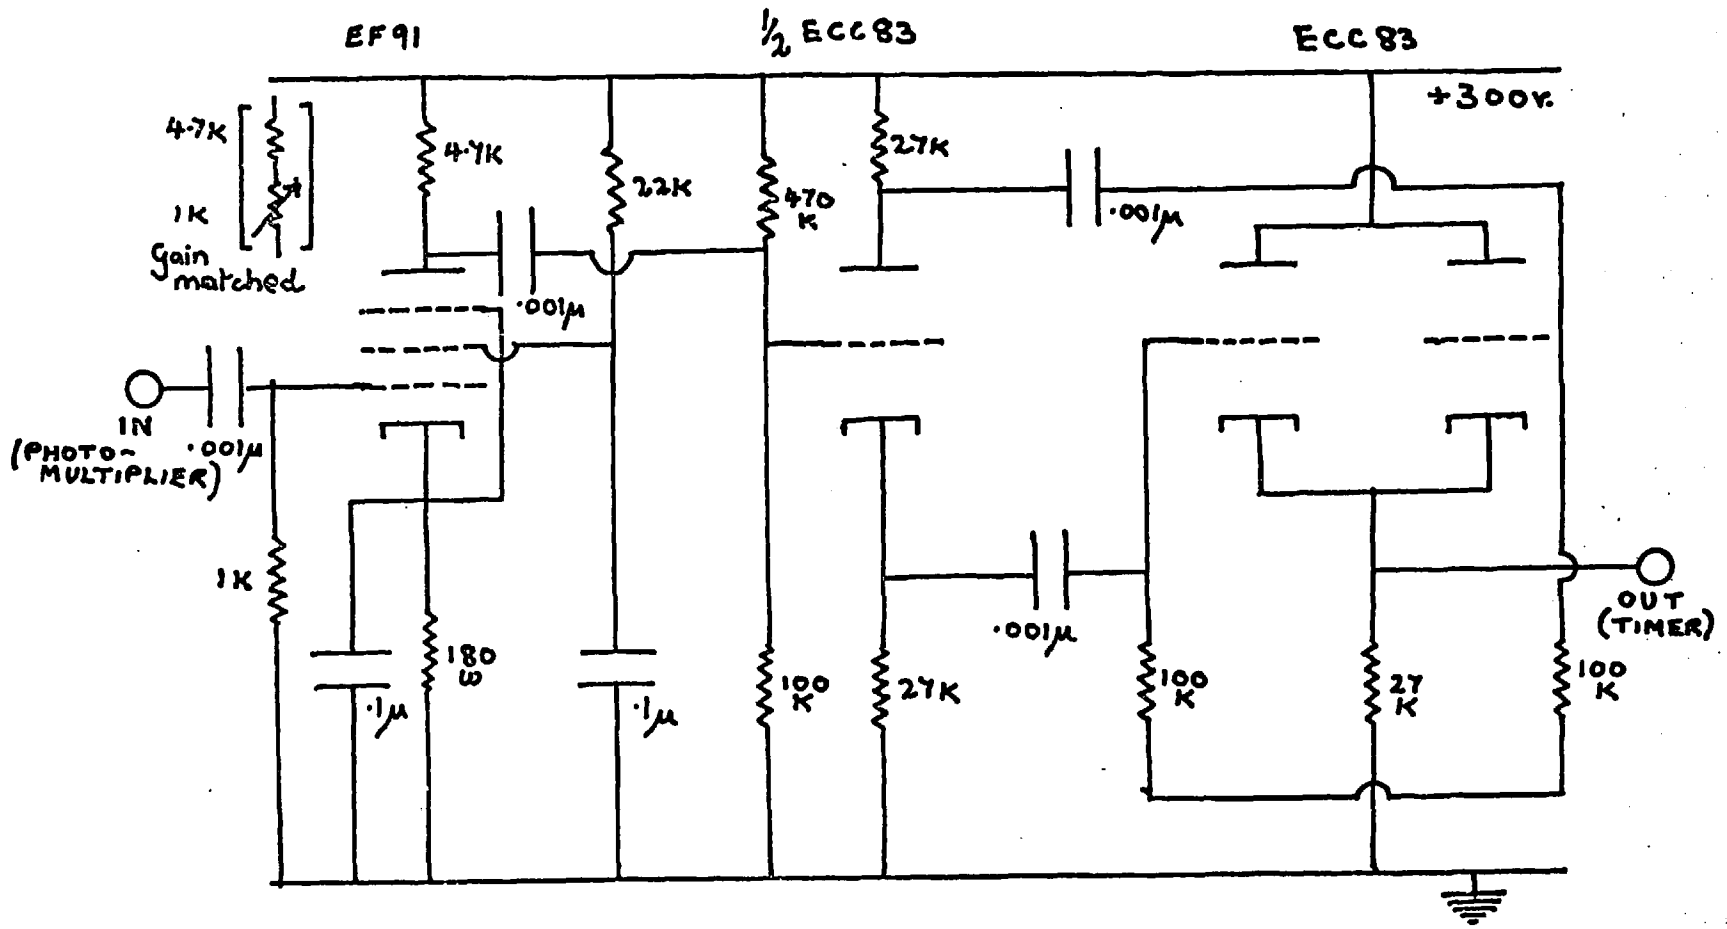 EF91
½ ECC83
ECC83
+300v.
4.7K
1K
gain
matched
4.7K
22K
470
K
27K
.001μ
.001μ
IN
(PHOTO-
MULTIPLIER)
.001μ
1K
180
ω
.1μ
.1μ
100
K
27K
.001μ
100
K
27
K
100
K
OUT
(TIMER)